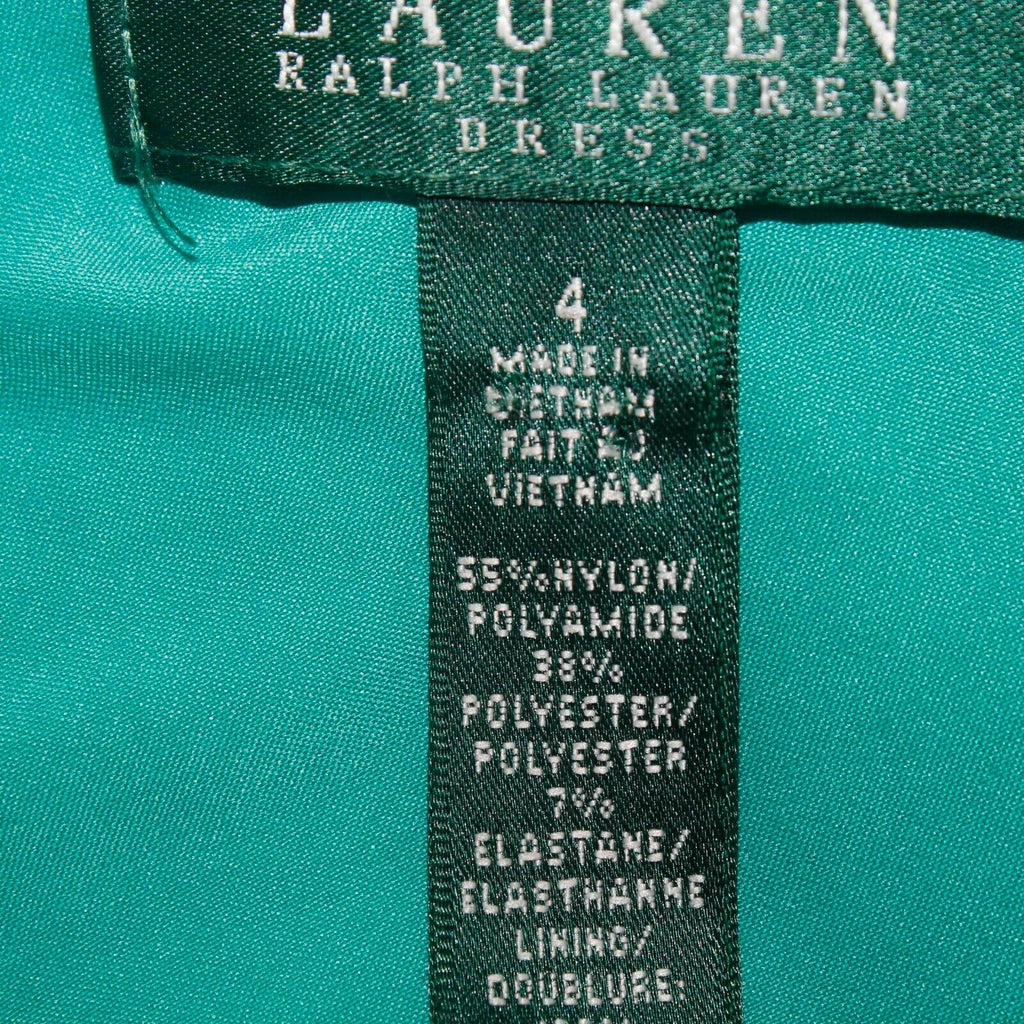 LAUREN
RALPH LAUREN
DRESS
4
MADE IN
VIETNAM
FAIT AU
VIETNAM
55% NYLON/
POLYAMIDE
38%
POLYESTER/
POLYESTER
7%
ELASTANE/
ELASTHANNE
LINING/
DOUBLURE: